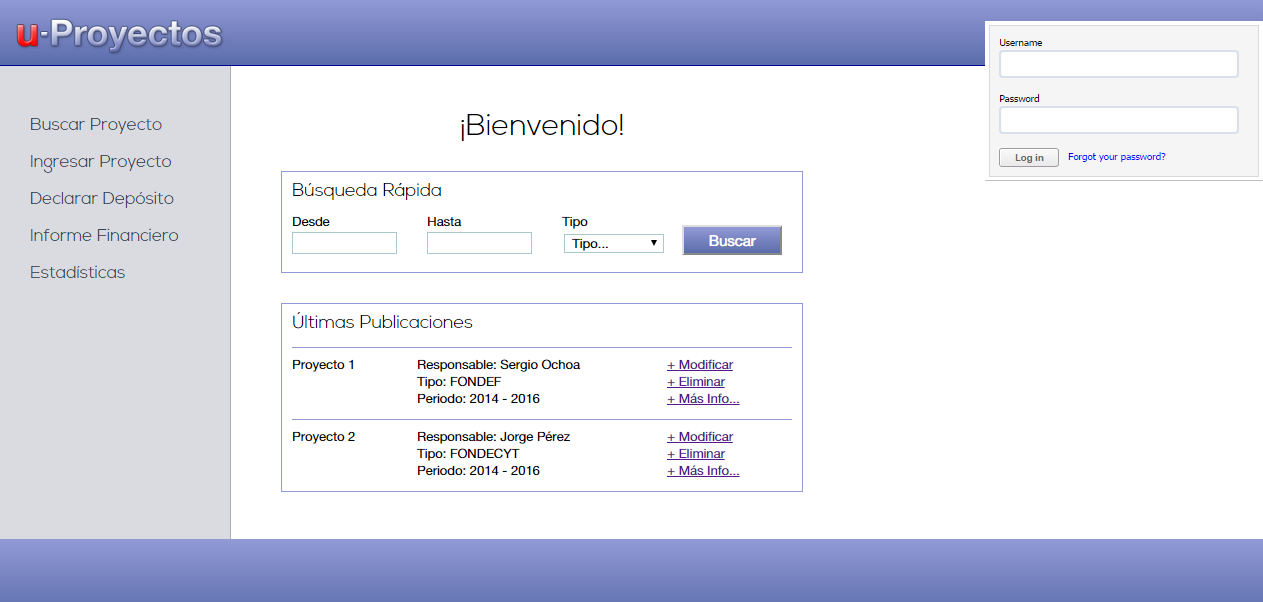 u-Proyectos
Username
Password
Log in Forgot your password?
Buscar Proyecto
Ingresar Proyecto
Declarar Depósito
Informe Financiero
Estadísticas
¡Bienvenido!
Búsqueda Rápida
Desde Hasta Tipo
Tipo... Buscar
Últimas Publicaciones
Proyecto 1 Responsable: Sergio Ochoa + Modificar
Tipo: FONDEF + Eliminar
Periodo: 2014 - 2016 + Más Info...
Proyecto 2 Responsable: Jorge Pérez + Modificar
Tipo: FONDECYT + Eliminar
Periodo: 2014 - 2016 + Más Info...